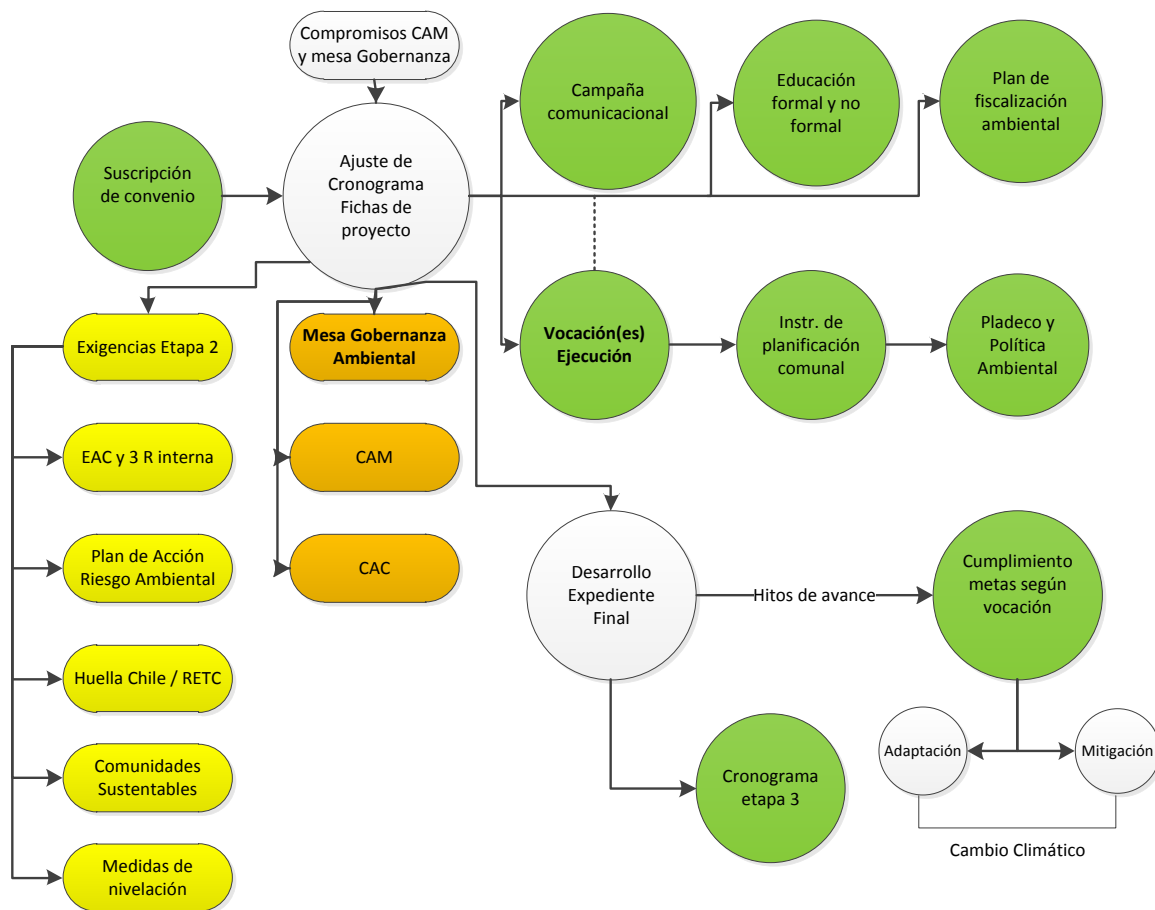 Compromisos CAM
y mesa Gobernanza
Campaña
comunicacional
Educación
formal y no
formal
Plan de
fiscalización
ambiental
Suscripción
de convenio
Ajuste de
Cronograma
Fichas de
proyecto
Exigencias Etapa 2
Mesa Gobernanza
Ambiental
Vocación(es)
Ejecución
Instr. de
planificación
comunal
Pladeco y
Política
Ambiental
EAC y 3 R interna
CAM
Plan de Acción
Riesgo Ambiental
CAC
Desarrollo
Expediente
Final
Hitos de avance
Cumplimiento
metas según
vocación
Huella Chile / RETC
Comunidades
Sustentables
Cronograma
etapa 3
Adaptación
Mitigación
Cambio Climático
Medidas de
nivelación